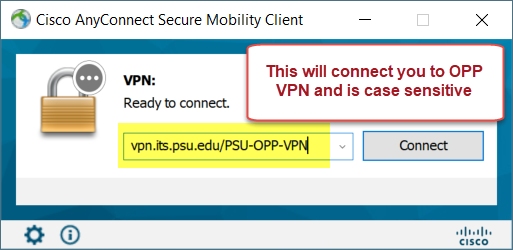 Cisco AnyConnect Secure Mobility Client
This will connect you to OPP
VPN and is case sensitive
VPN:
Ready to connect.
vpn.its.psu.edu/PSU-OPP-VPN
Connect
cisco